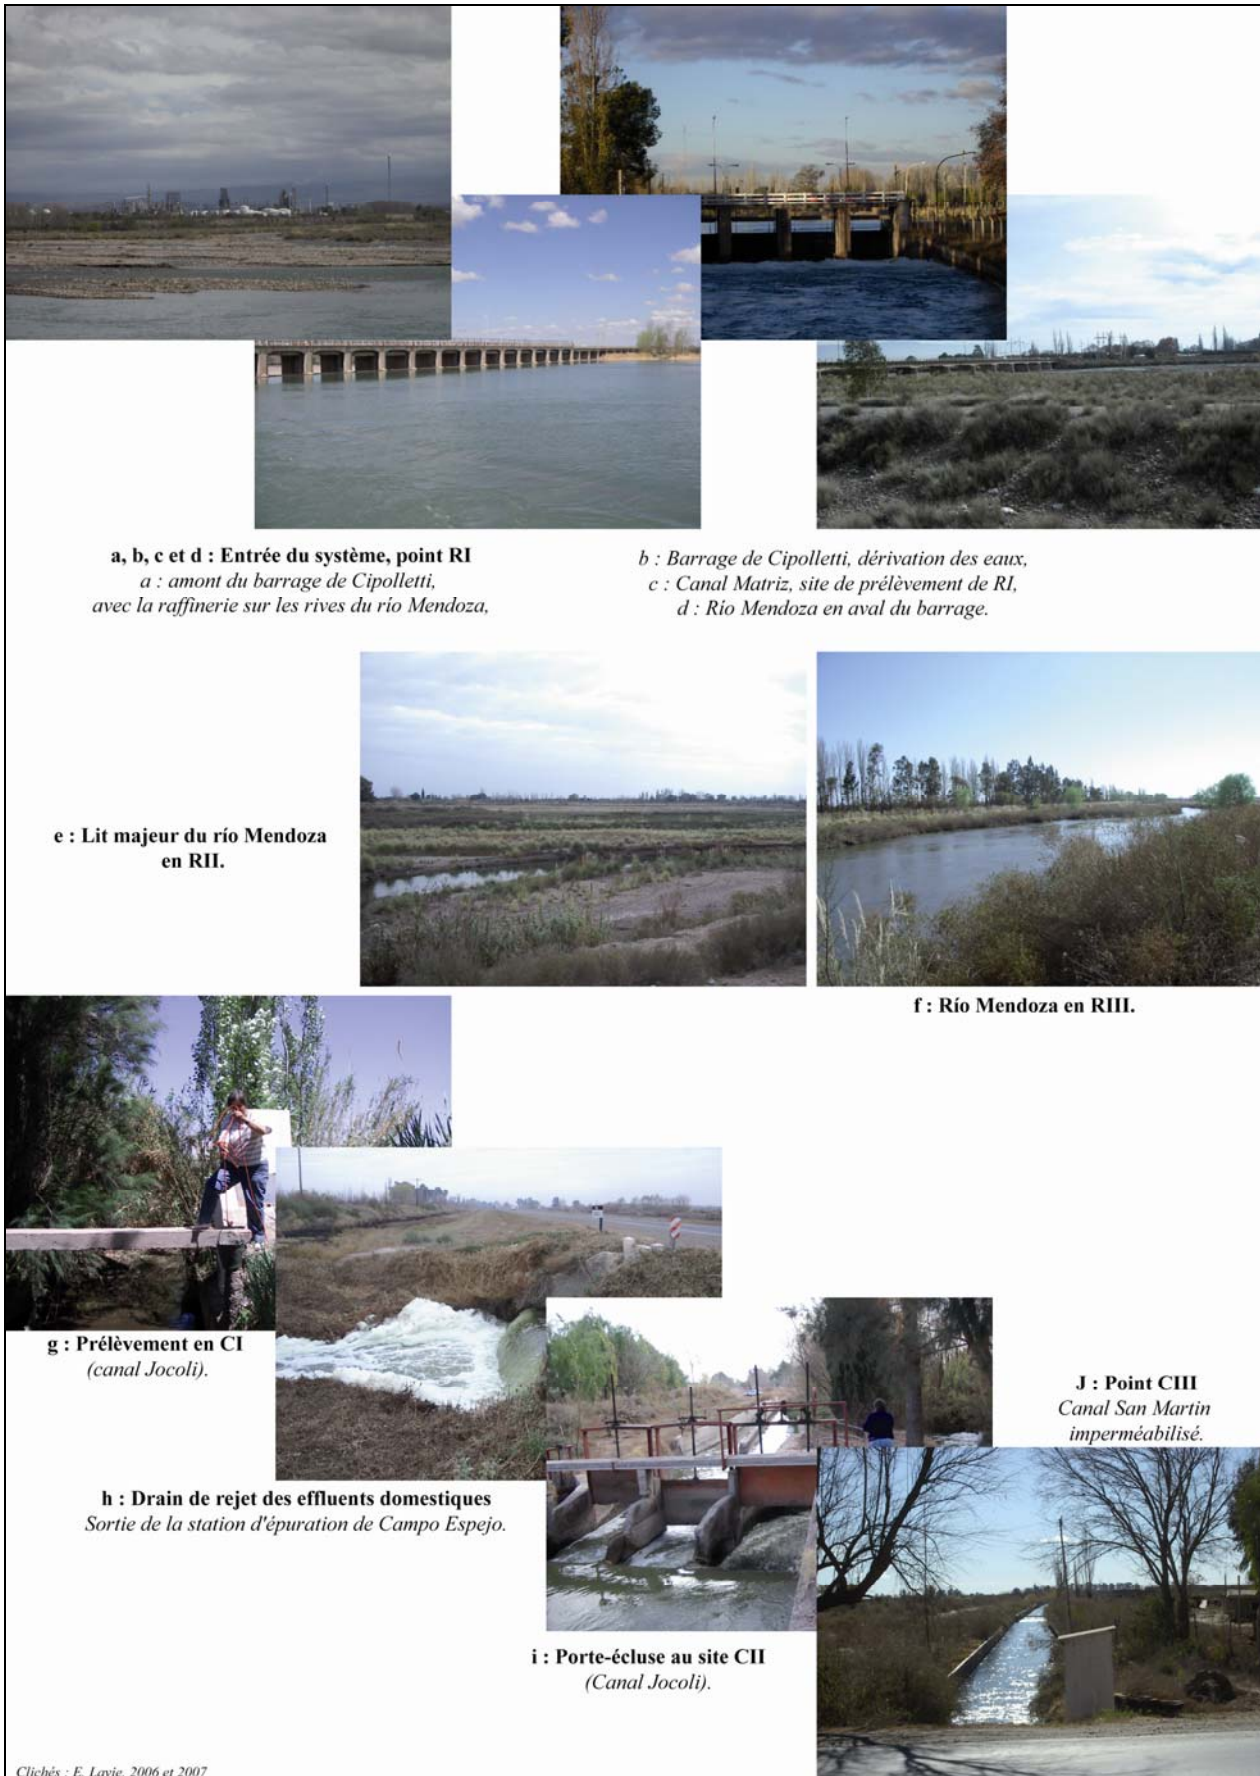 a, b, c et d : Entrée du système, point RI
a : amont du barrage de Cipolletti,
avec la raffinerie sur les rives du río Mendoza,
b : Barrage de Cipolletti, dérivation des eaux,
c : Canal Matriz, site de prélèvement de RI,
d : Río Mendoza en aval du barrage.
e : Lit majeur du río Mendoza
en RII.
f : Río Mendoza en RIII.
g : Prélèvement en CI
(canal Jocoli).
h : Drain de rejet des effluents domestiques
Sortie de la station d'épuration de Campo Espejo.
J : Point CIII
Canal San Martin
imperméabilisé.
i : Porte-écluse au site CII
(Canal Jocoli).
Clichés : E. Lavie, 2006 et 2007